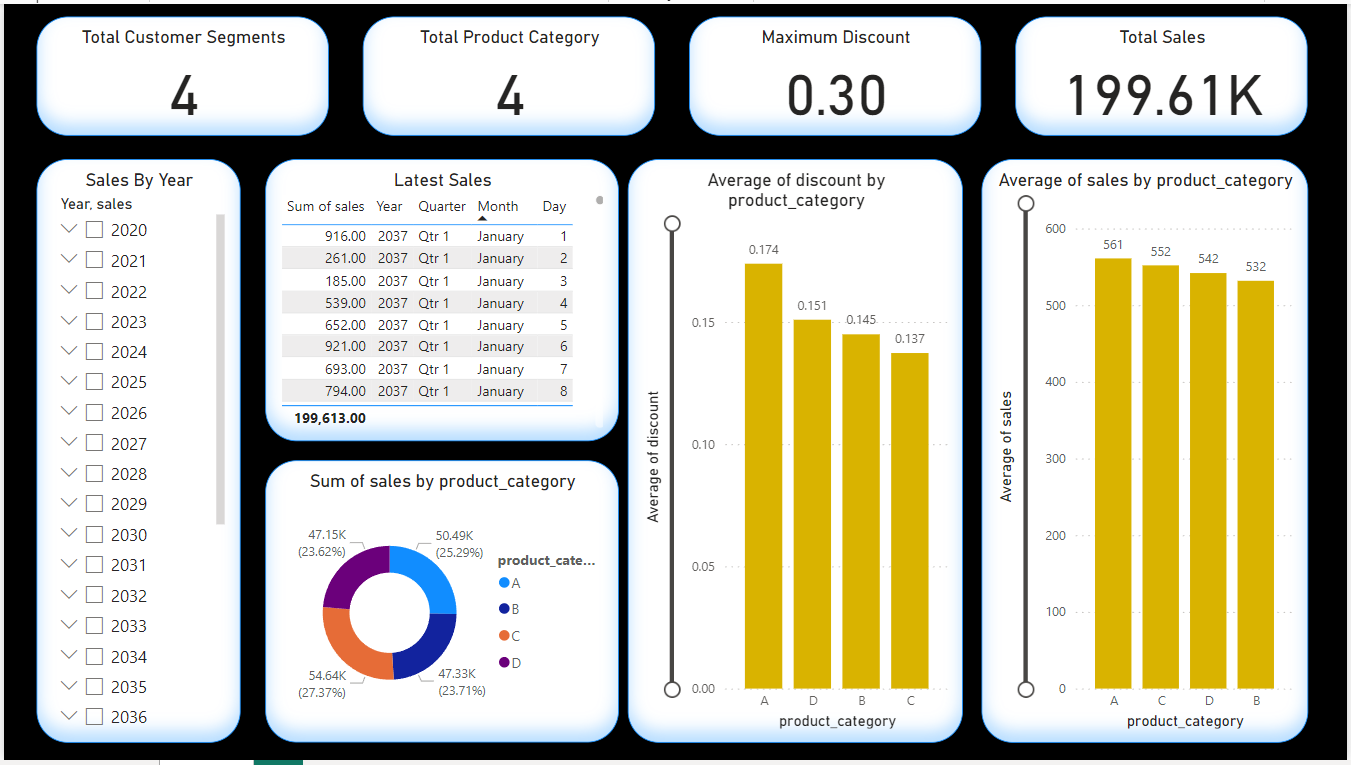 Total Customer Segments
4
Total Product Category
4
Maximum Discount
0.30
Total Sales
199.61K
Sales By Year
Year, sales
2020
2021
2022
2023
2024
2025
2026
2027
2028
2029
2030
2031
2032
2033
2034
2035
2036
Latest Sales
Sum of sales Year Quarter Month Day
916.00 2037 Qtr 1 January 1
261.00 2037 Qtr 1 January 2
185.00 2037 Qtr 1 January 3
539.00 2037 Qtr 1 January 4
652.00 2037 Qtr 1 January 5
921.00 2037 Qtr 1 January 6
693.00 2037 Qtr 1 January 7
794.00 2037 Qtr 1 January 8
199,613.00
Sum of sales by product_category
47.15K
(23.62%)
50.49K
(25.29%)
54.64K
(27.37%)
47.33K
(23.71%)
product_cate...
A
B
C
D
Average of discount by
product_category
Average of discount
0.15
0.10
0.05
0.00
0.174
0.151
0.145
0.137
A D B C
product_category
Average of sales by product_category
Average of sales
600
500
400
300
200
100
0
561
552
542
532
A C D B
product_category